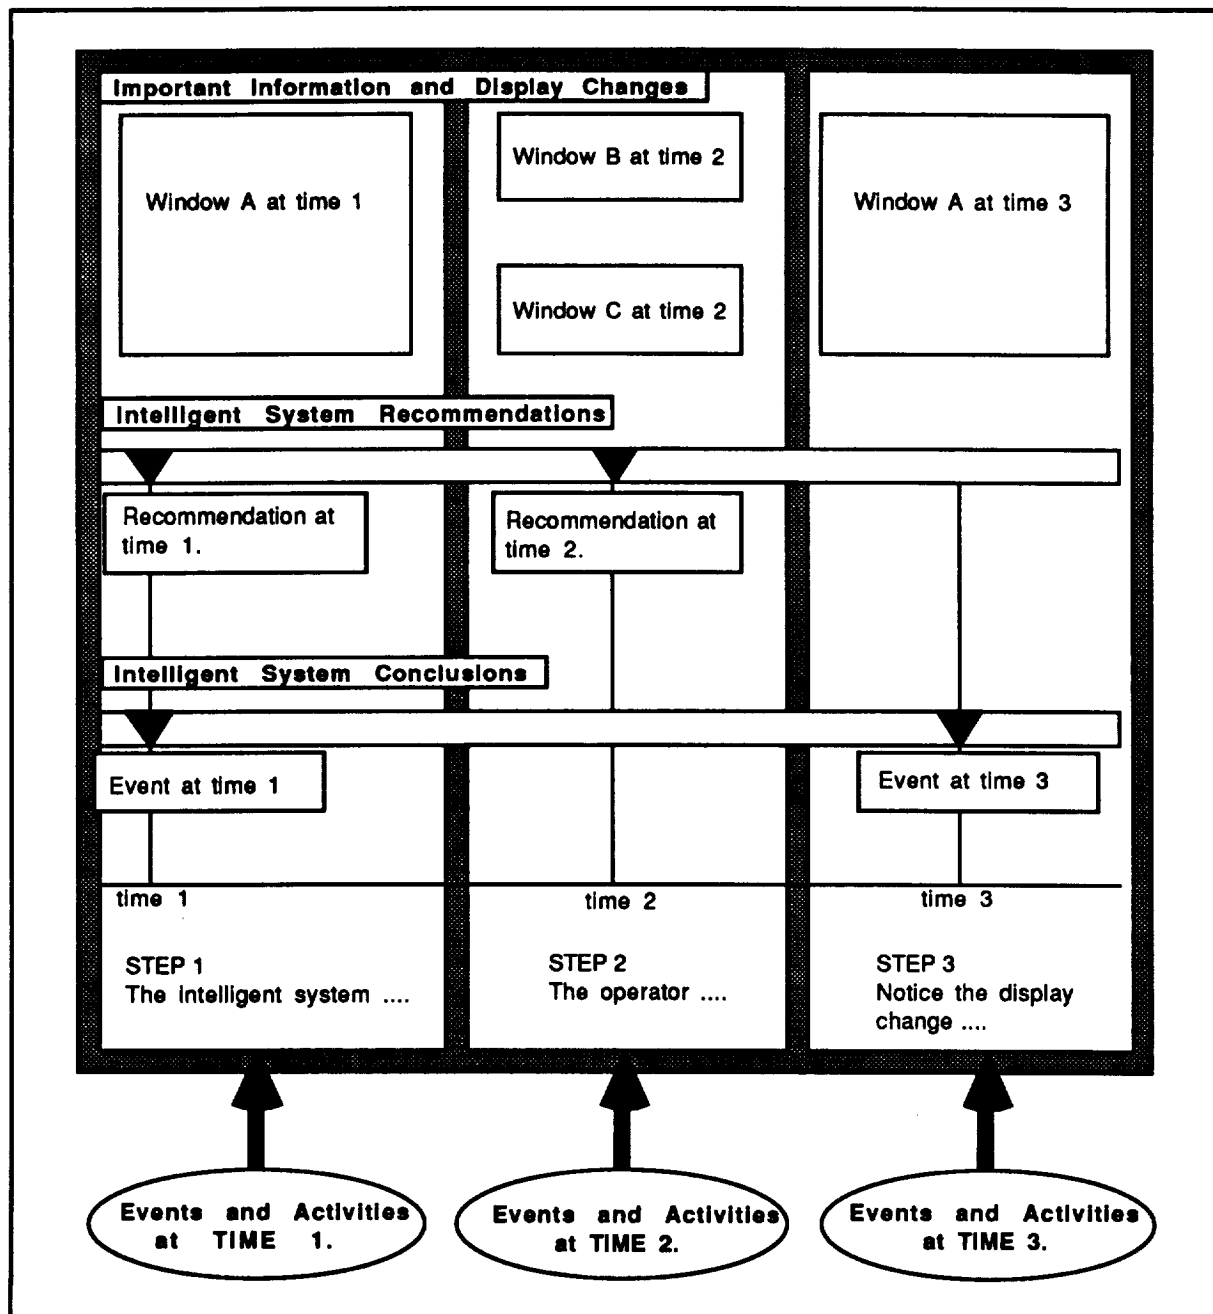 Important Information and Display Changes
Window A at time 1
Window B at time 2
Window C at time 2
Window A at time 3
Intelligent System Recommendations
Recommendation at
time 1.
Recommendation at
time 2.
Intelligent System Conclusions
Event at time 1
Event at time 3
time 1
time 2
time 3
STEP 1
The intelligent system ....
STEP 2
The operator ....
STEP 3
Notice the display
change ....
Events and Activities
at TIME 1.
Events and Activities
at TIME 2.
Events and Activities
at TIME 3.